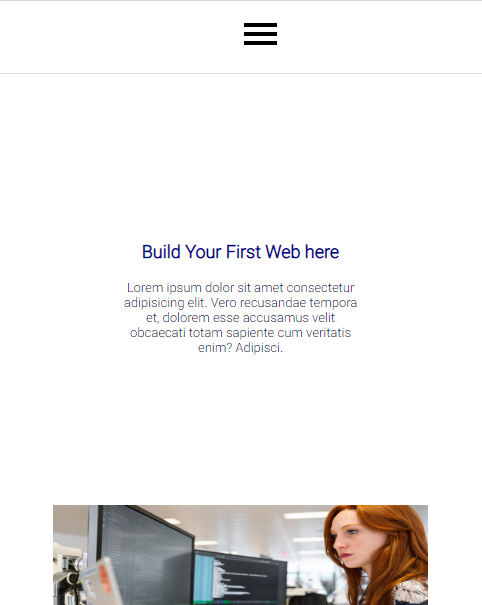 Build Your First Web here
Lorem ipsum dolor sit amet consectetur
adipisicing elit. Vero recusandae tempora
et, dolorem esse accusamus velit
obcaecati totam sapiente cum veritatis
enim? Adipisci.